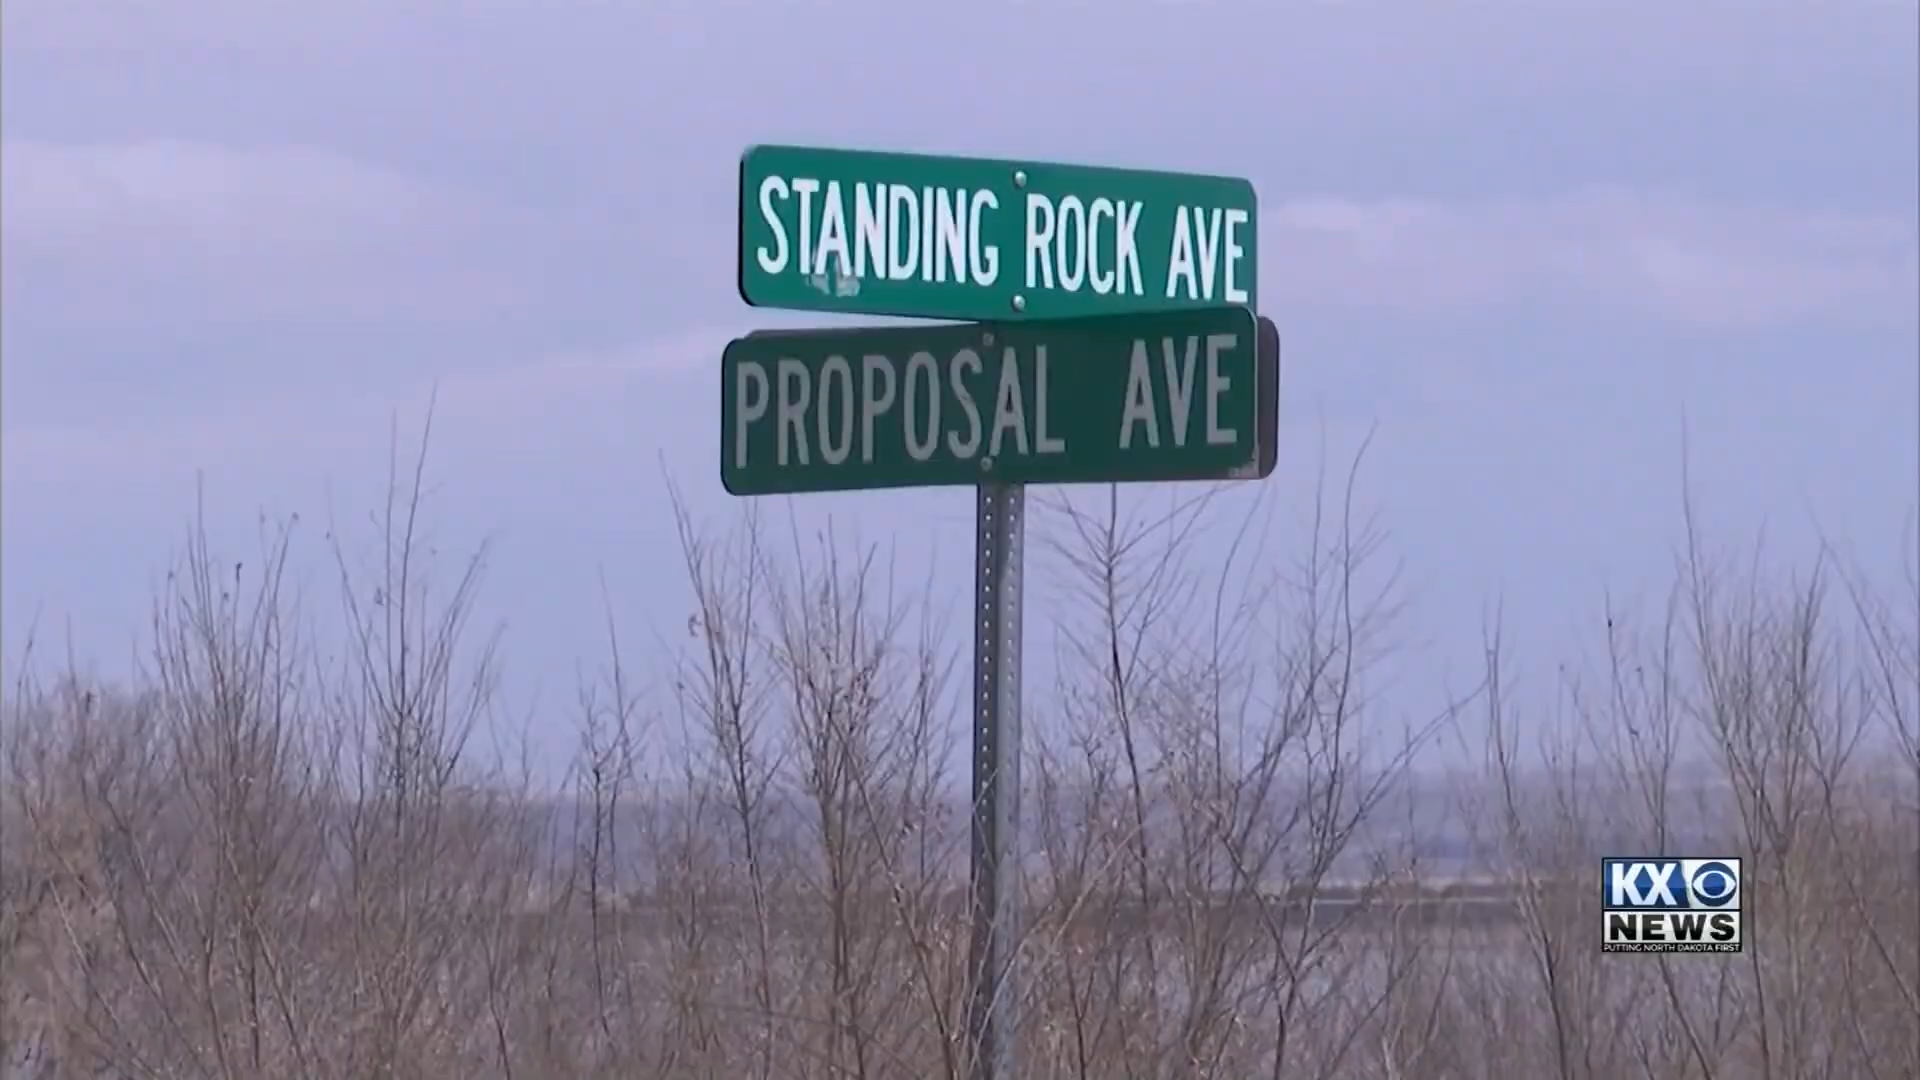 STANDING ROCK AVE
PROPOSAL AVE
KX
NEWS
PUTTING NORTH DAKOTA FIRST